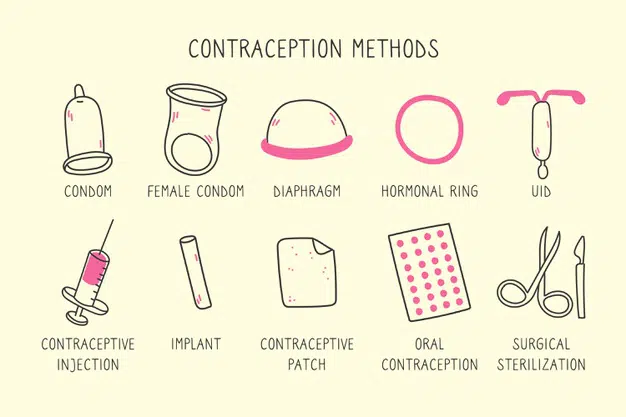 CONTRACEPTION METHODS
CONDOM
FEMALE CONDOM
DIAPHRAGM
HORMONAL RING
UID
CONTRACEPTIVE
INJECTION
IMPLANT
CONTRACEPTIVE
PATCH
ORAL
CONTRACEPTION
SURGICAL
STERILIZATION